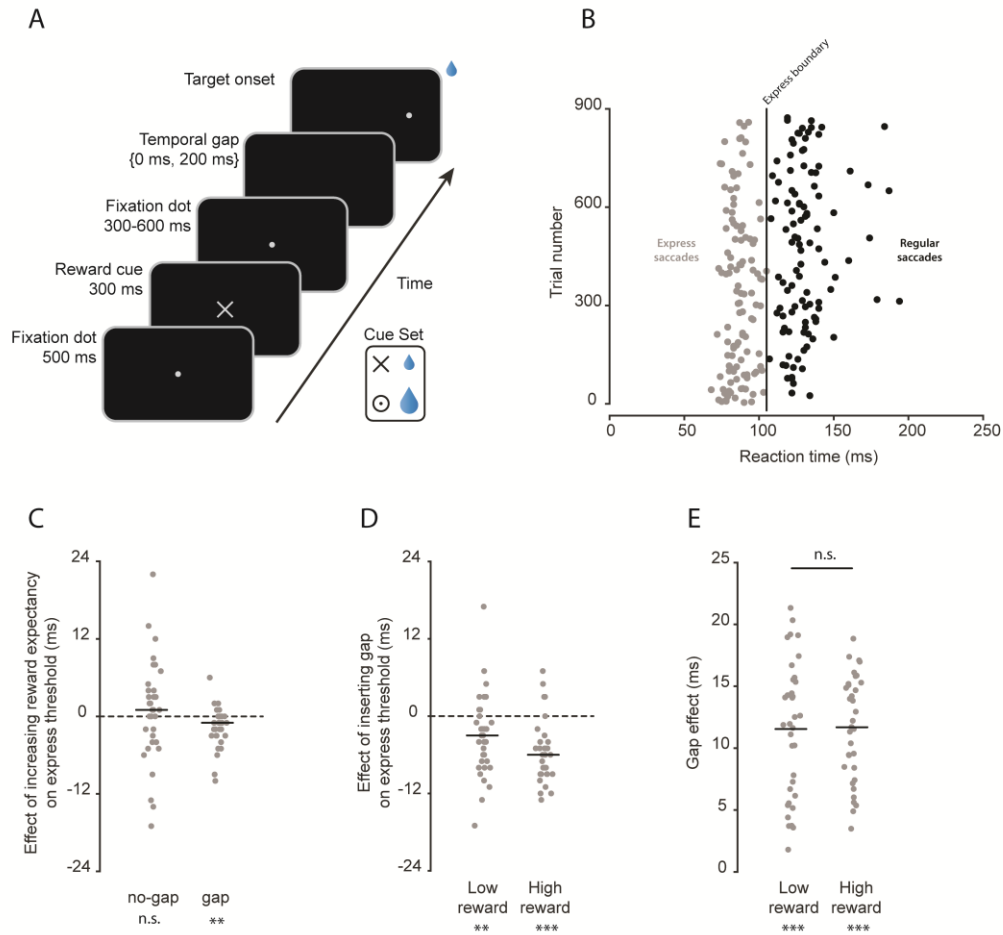 A
Target onset
Temporal gap
{0 ms, 200 ms}
Fixation dot
300-600 ms
Reward cue
300 ms
Fixation dot
500 ms
Time
Cue Set
B
Express boundary
Trial number
900
600
300
0
Express
saccades
Regular
saccades
0
50
100
150
200
250
Reaction time (ms)
C
Effect of increasing reward expectancy
on express threshold (ms)
24
12
0
-12
-24
no-gap
gap
n.s.
**
D
Effect of inserting gap
on express threshold (ms)
24
12
0
-12
-24
Low
reward
High
reward
**
***
E
n.s.
Gap effect (ms)
25
20
15
10
5
0
Low
reward
High
reward
***
***